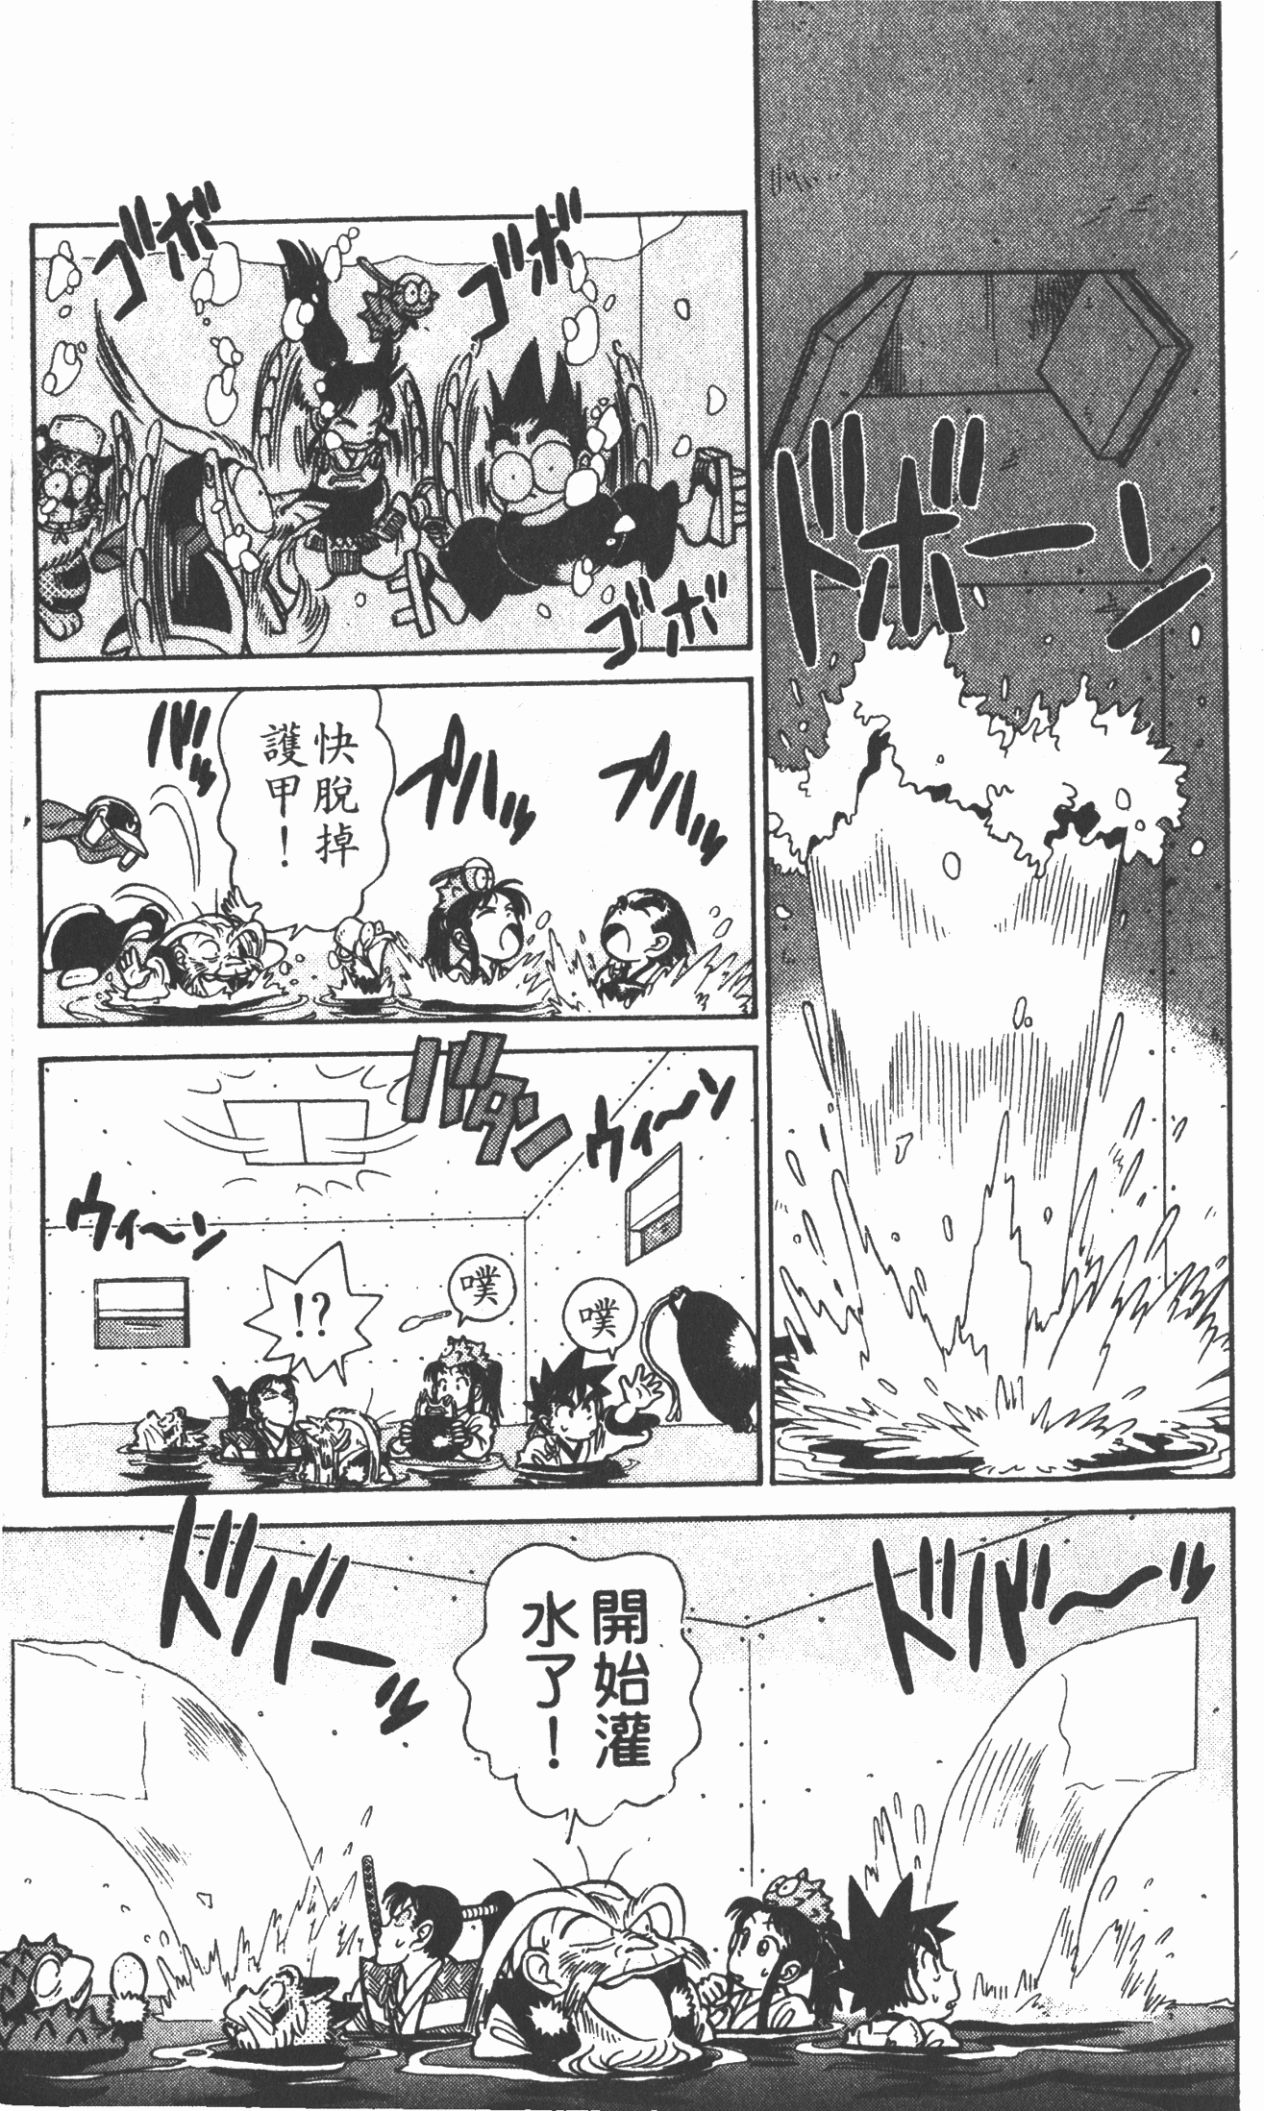 ドボーン
ゴボ
ゴボ
ゴボ
プハッ
プハッ
バッ
快脫掉
護甲！
バタン
ウィ〜ン
ウィ〜ン
噗
噗
!?
ドバ〜ッ
ドバーッ
開始灌
水了！